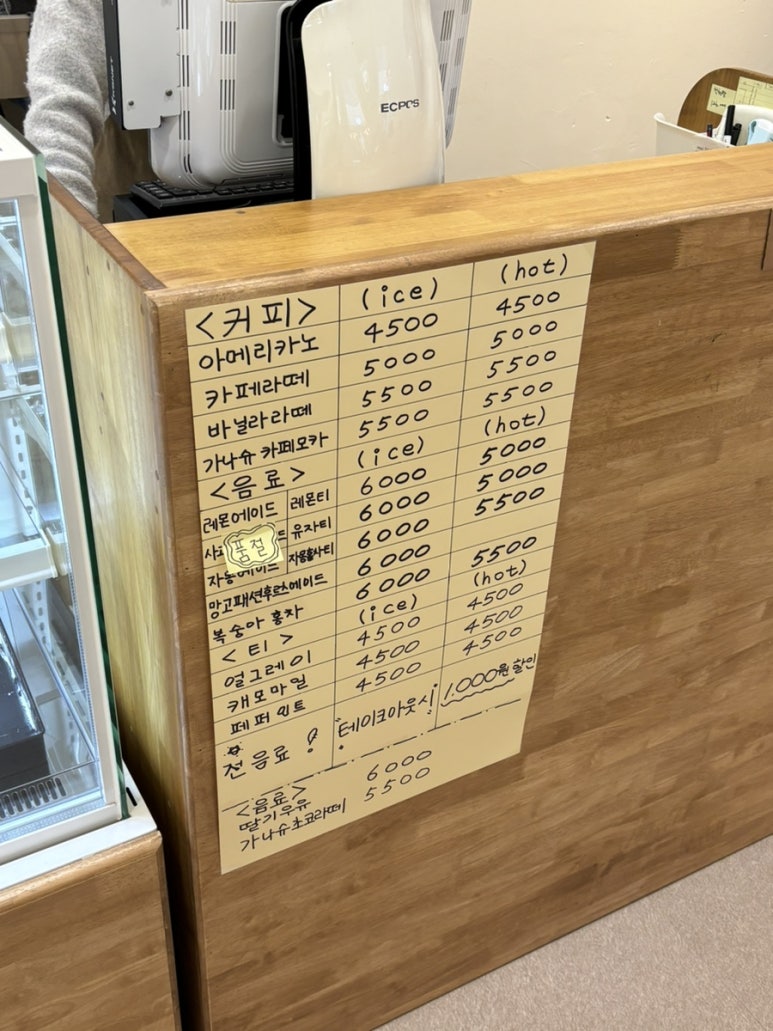 ECPOS
<커피> (ice) (hot)
아메리카노 4500 4500
카페라떼 5000 5000
바닐라라떼 5500 5500
가나슈 카페모카 5500 5500
<음료> (ice) (hot)
레몬에이드 레몬티 6000 5000
사과 품절 드 유자티 6000 5000
자몽에이드 자몽홀사티 6000 5500
망고패션후르츠에이드 6000
복숭아 홍차 6000 5500
<티> (ice) (hot)
얼그레이 4500 4500
캐모마일 4500 4500
페퍼민트 4500 4500
전음료! 테이크아웃시 1,000원 할인
<음료>
딸기우유 6000
가나슈초코라떼 5500